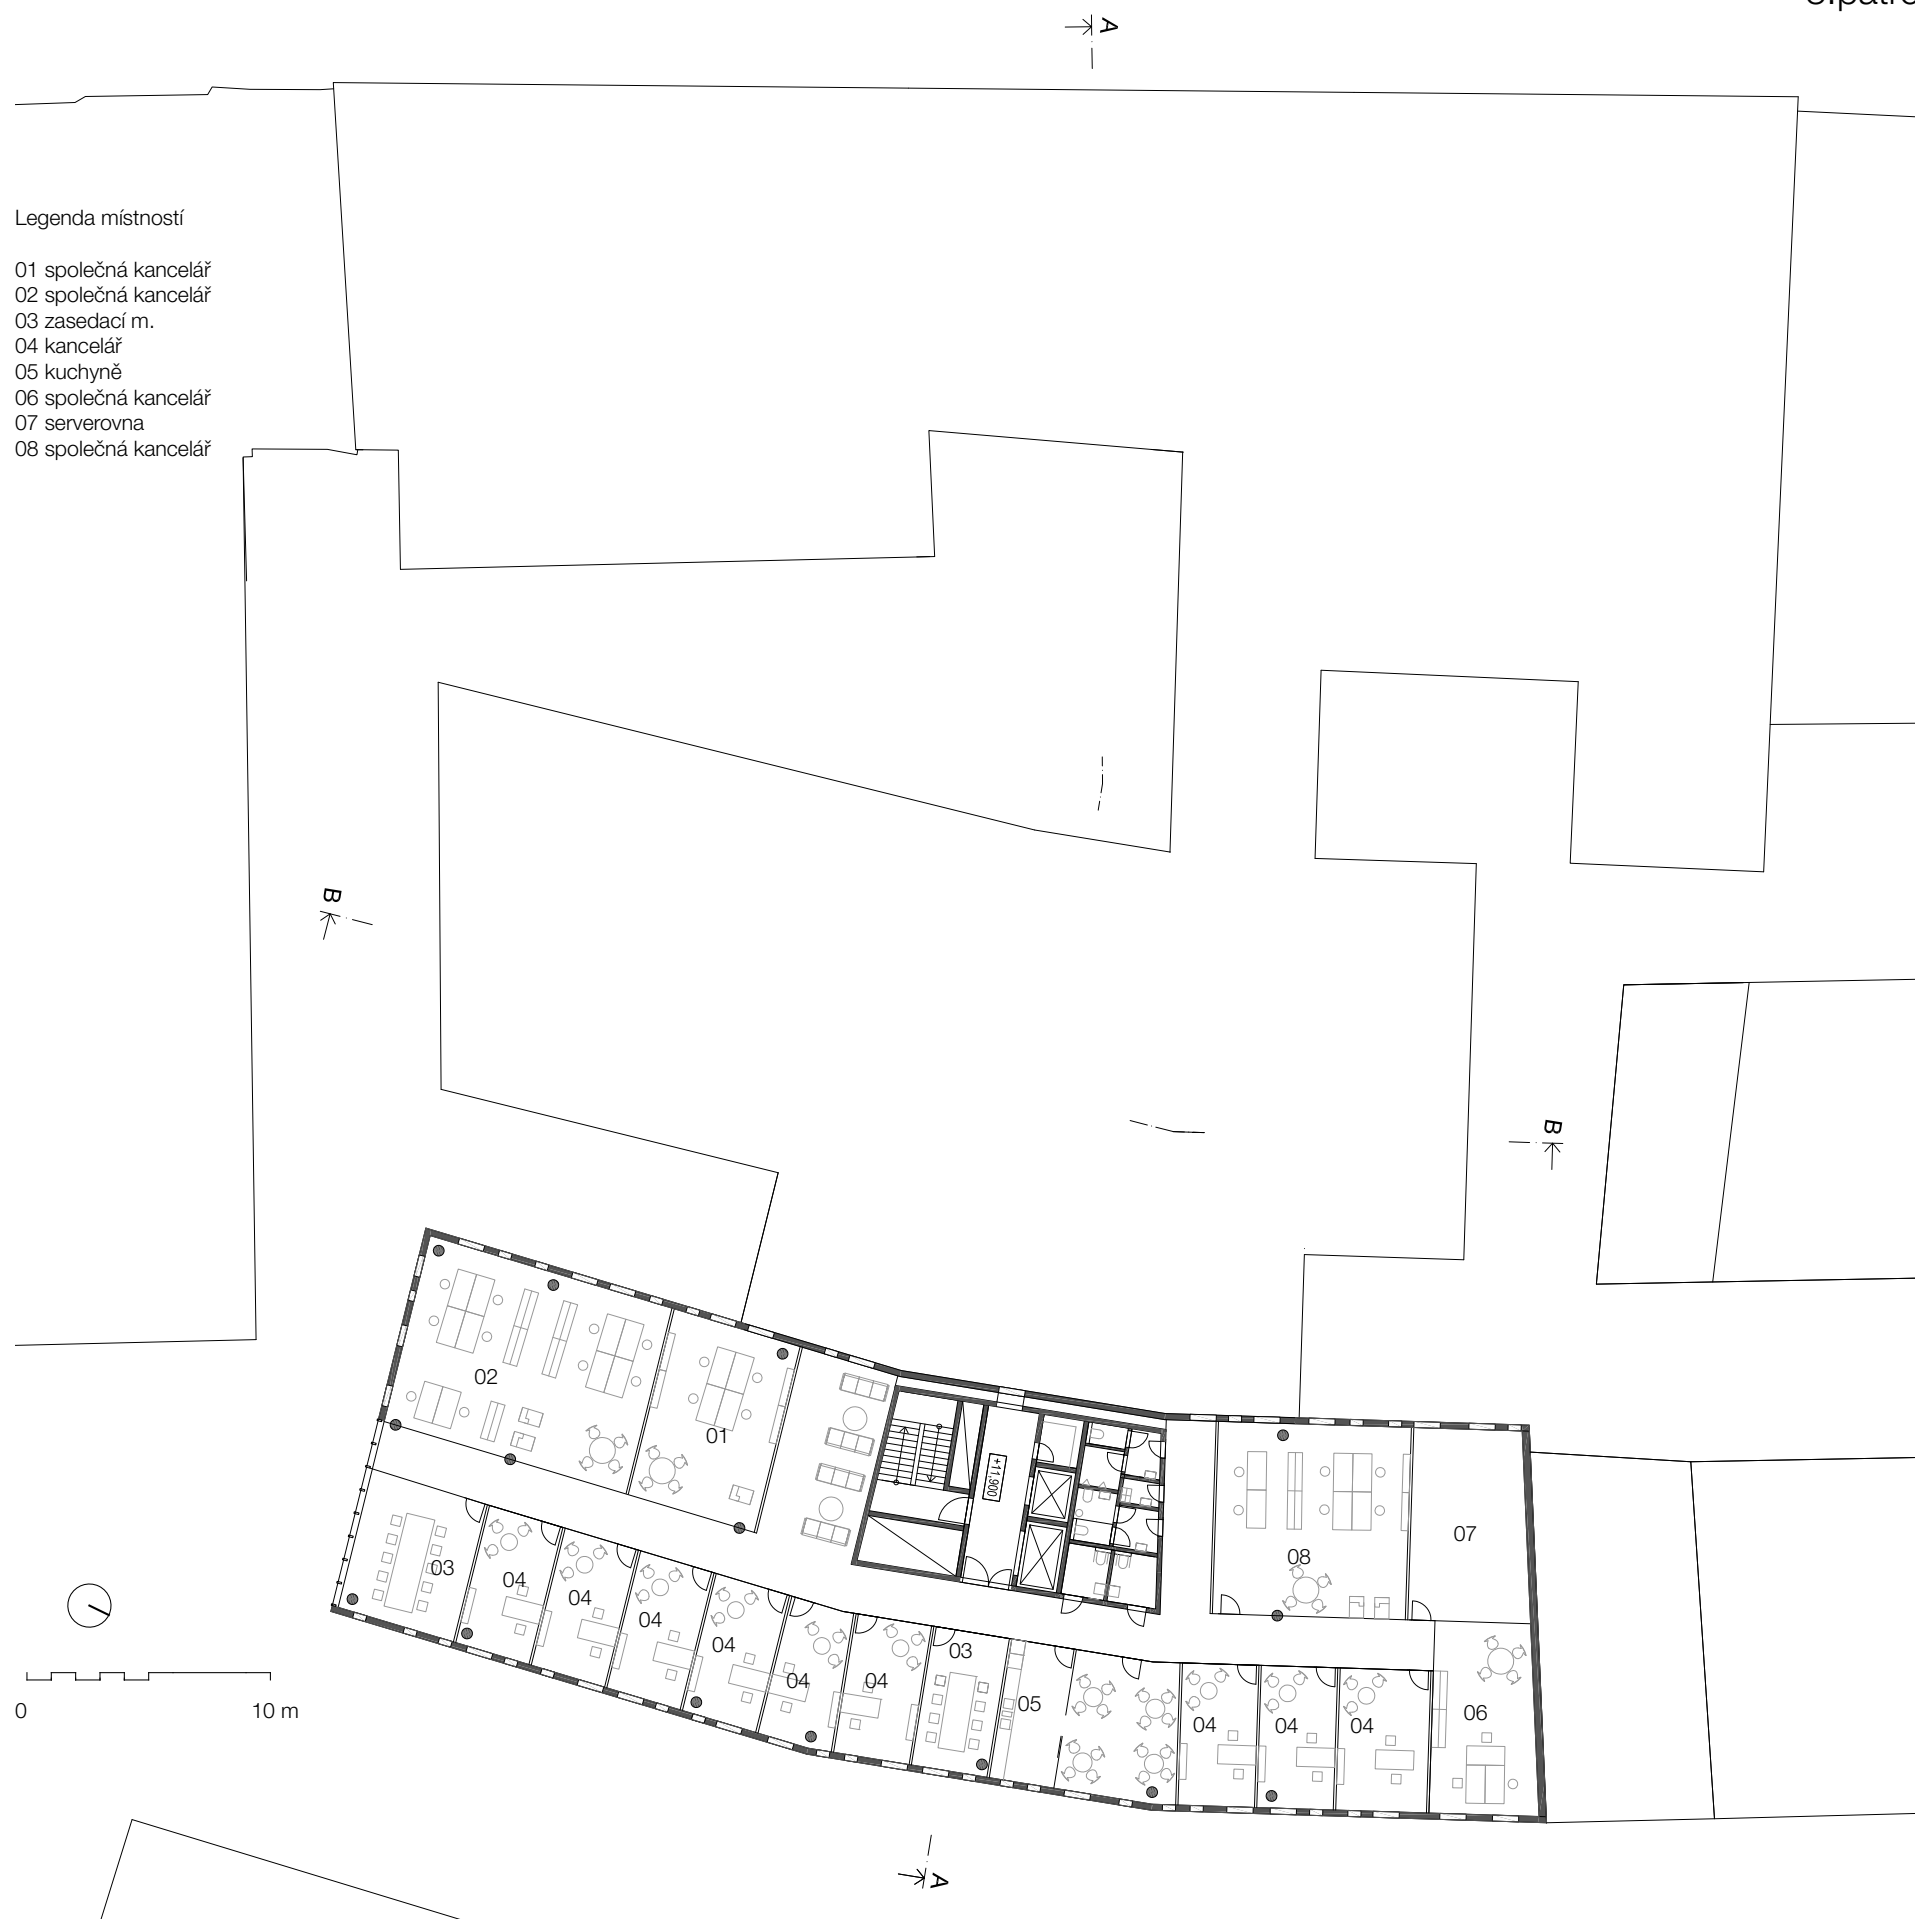 A
Legenda místností
01 společná kancelář
02 společná kancelář
03 zasedací m.
04 kancelář
05 kuchyně
06 společná kancelář
07 serverovna
08 společná kancelář
B
B
02
01
+11,900
08
07
03
04
04
04
04
04
04
03
05
04
04
04
06
0
10 m
A